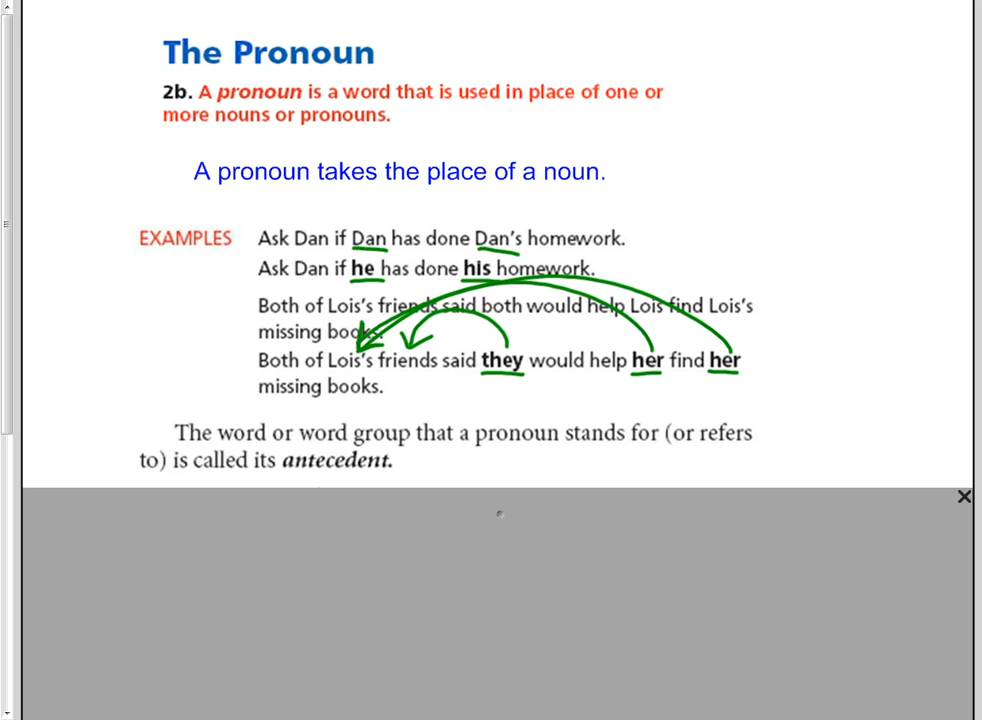 The Pronoun
2b. A pronoun is a word that is used in place of one or
more nouns or pronouns.
A pronoun takes the place of a noun.
EXAMPLES Ask Dan if Dan has done Dan's homework.
Ask Dan if he has done his homework.
Both of Lois's friends said both would help Lois find Lois's
missing books.
Both of Lois's friends said they would help her find her
missing books.
The word or word group that a pronoun stands for (or refers
to) is called its antecedent.